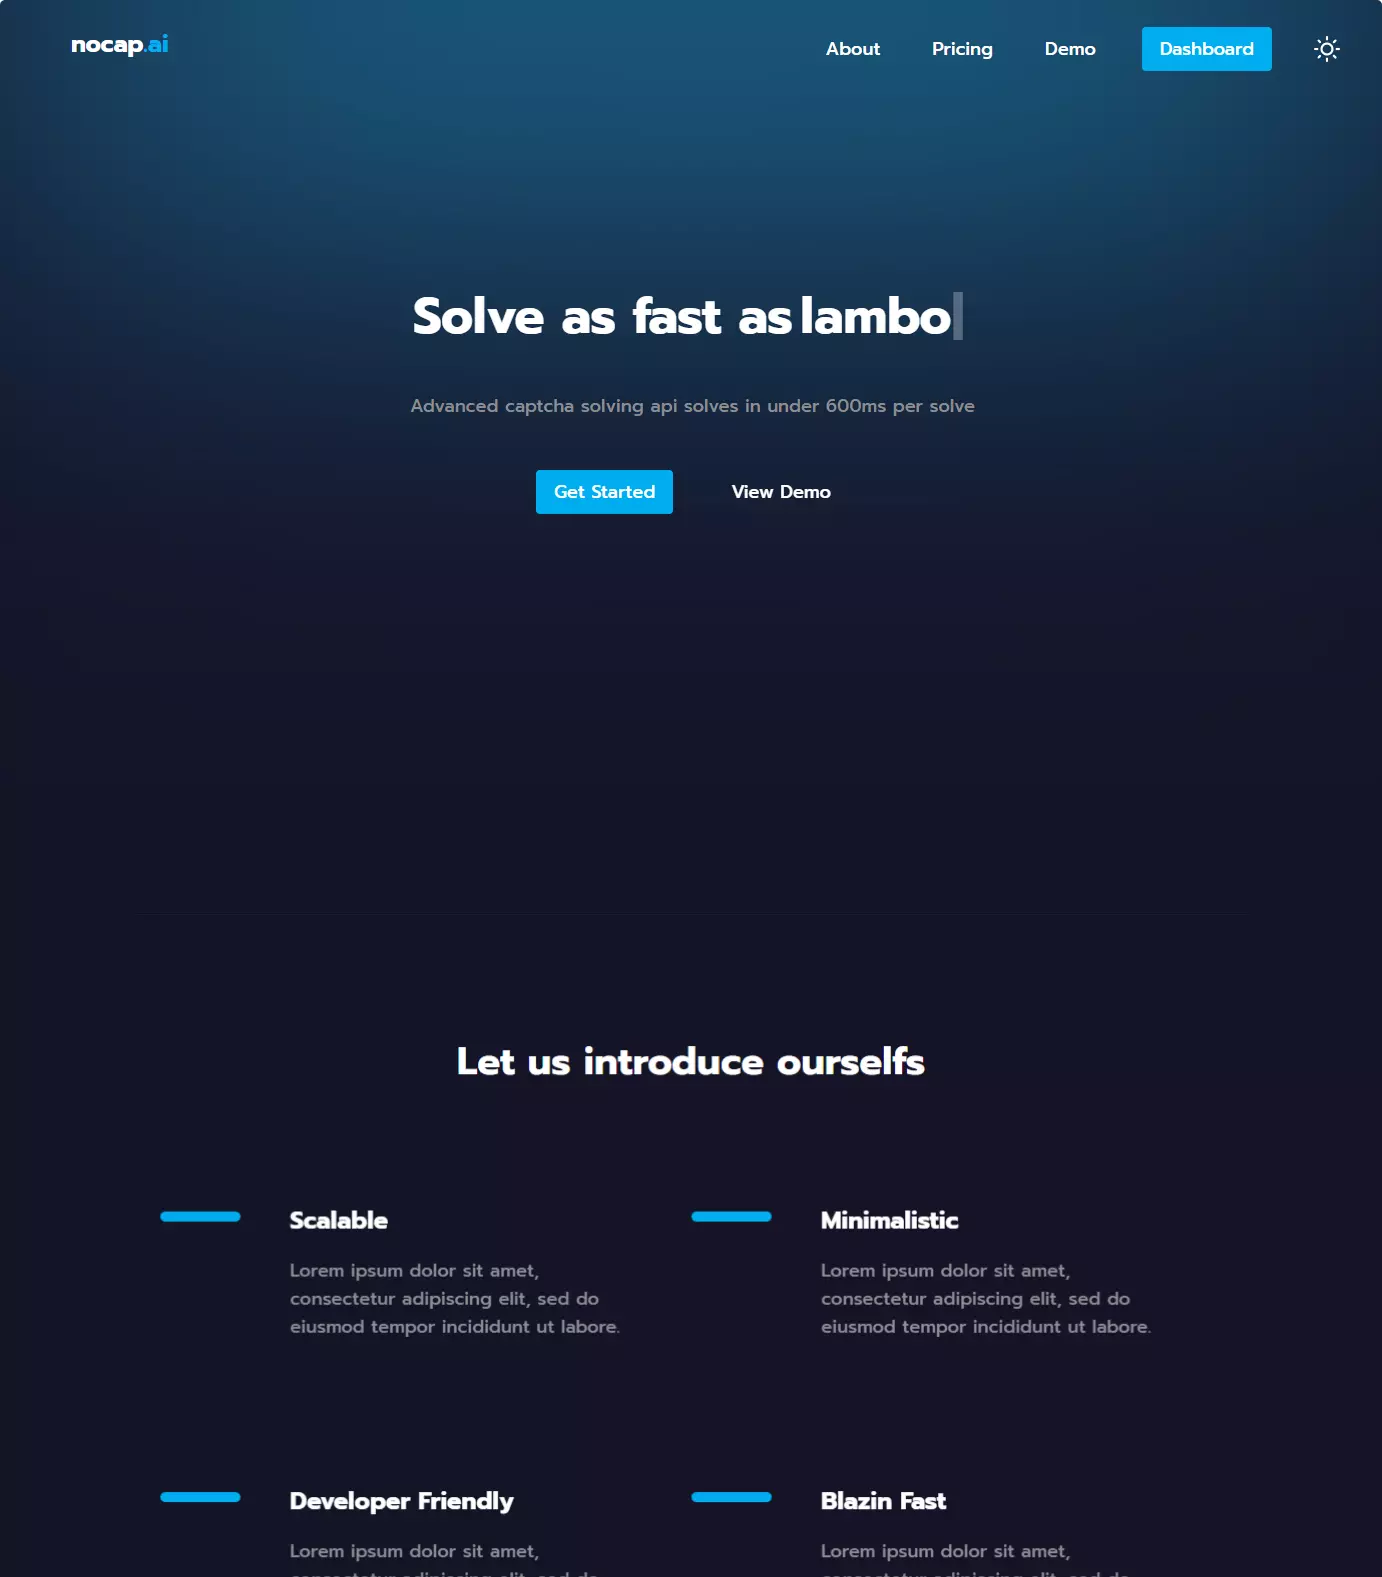 nocap.ai
About Pricing Demo Dashboard
Solve as fast as lambo
Advanced captcha solving api solves in under 600ms per solve
Get Started View Demo
Let us introduce ourselfs
Scalable
Lorem ipsum dolor sit amet,
consectetur adipiscing elit, sed do
eiusmod tempor incididunt ut labore.
Minimalistic
Lorem ipsum dolor sit amet,
consectetur adipiscing elit, sed do
eiusmod tempor incididunt ut labore.
Developer Friendly
Lorem ipsum dolor sit amet,
Blazin Fast
Lorem ipsum dolor sit amet,